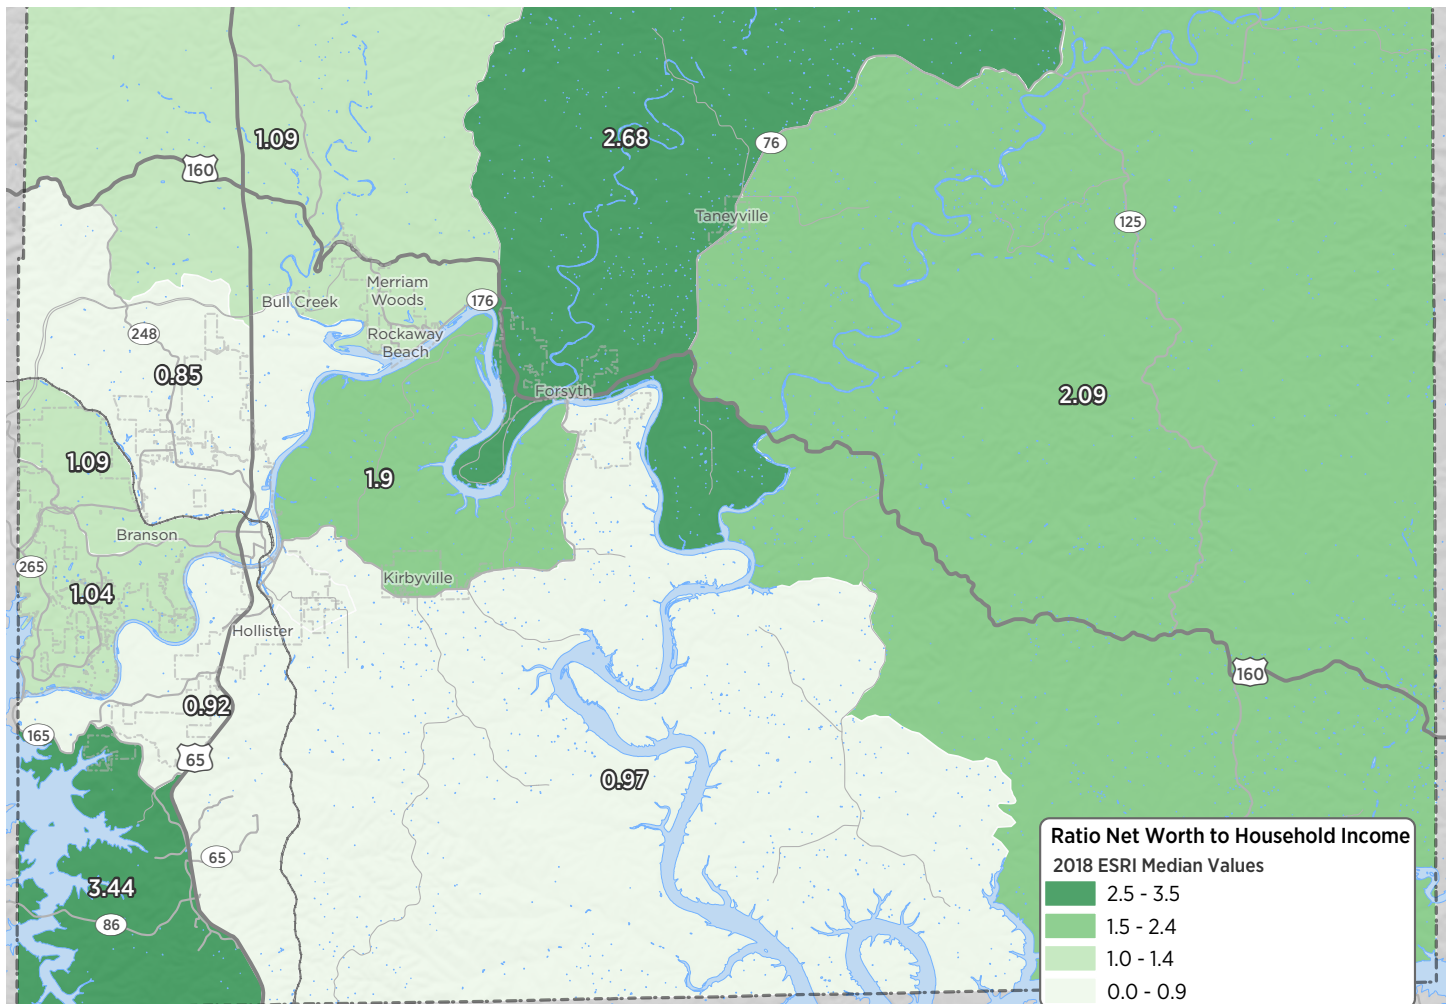 1.09
2.68
76
160
Taneyville
125
Bull Creek
Merriam
Woods
176
248
Rockaway
Beach
0.85
Forsyth
2.09
1.09
1.9
Branson
265
1.04
Kirbyville
Hollister
160
0.92
165
65
0.97
65
3.44
86
Ratio Net Worth to Household Income
2018 ESRI Median Values
2.5 - 3.5
1.5 - 2.4
1.0 - 1.4
0.0 - 0.9